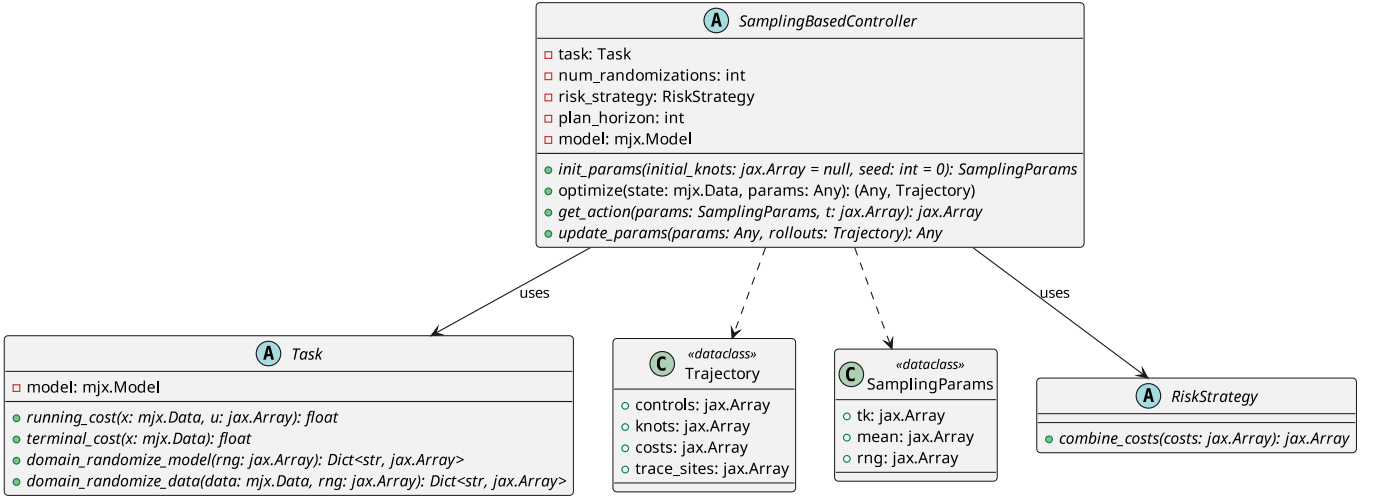 A SamplingBasedController
task: Task
num_randomizations: int
risk_strategy: RiskStrategy
plan_horizon: int
model: mjx.Model
init_params(initial_knots: jax.Array = null, seed: int = 0): SamplingParams
optimize(state: mjx.Data, params: Any): (Any, Trajectory)
get_action(params: SamplingParams, t: jax.Array): jax.Array
update_params(params: Any, rollouts: Trajectory): Any
uses
uses
A Task
model: mjx.Model
running_cost(x: mjx.Data, u: jax.Array): float
terminal_cost(x: mjx.Data): float
domain_randomize_model(rng: jax.Array): Dict<str, jax.Array>
domain_randomize_data(data: mjx.Data, rng: jax.Array): Dict<str, jax.Array>
«dataclass»
C Trajectory
controls: jax.Array
knots: jax.Array
costs: jax.Array
trace_sites: jax.Array
«dataclass»
C SamplingParams
tk: jax.Array
mean: jax.Array
rng: jax.Array
A RiskStrategy
combine_costs(costs: jax.Array): jax.Array